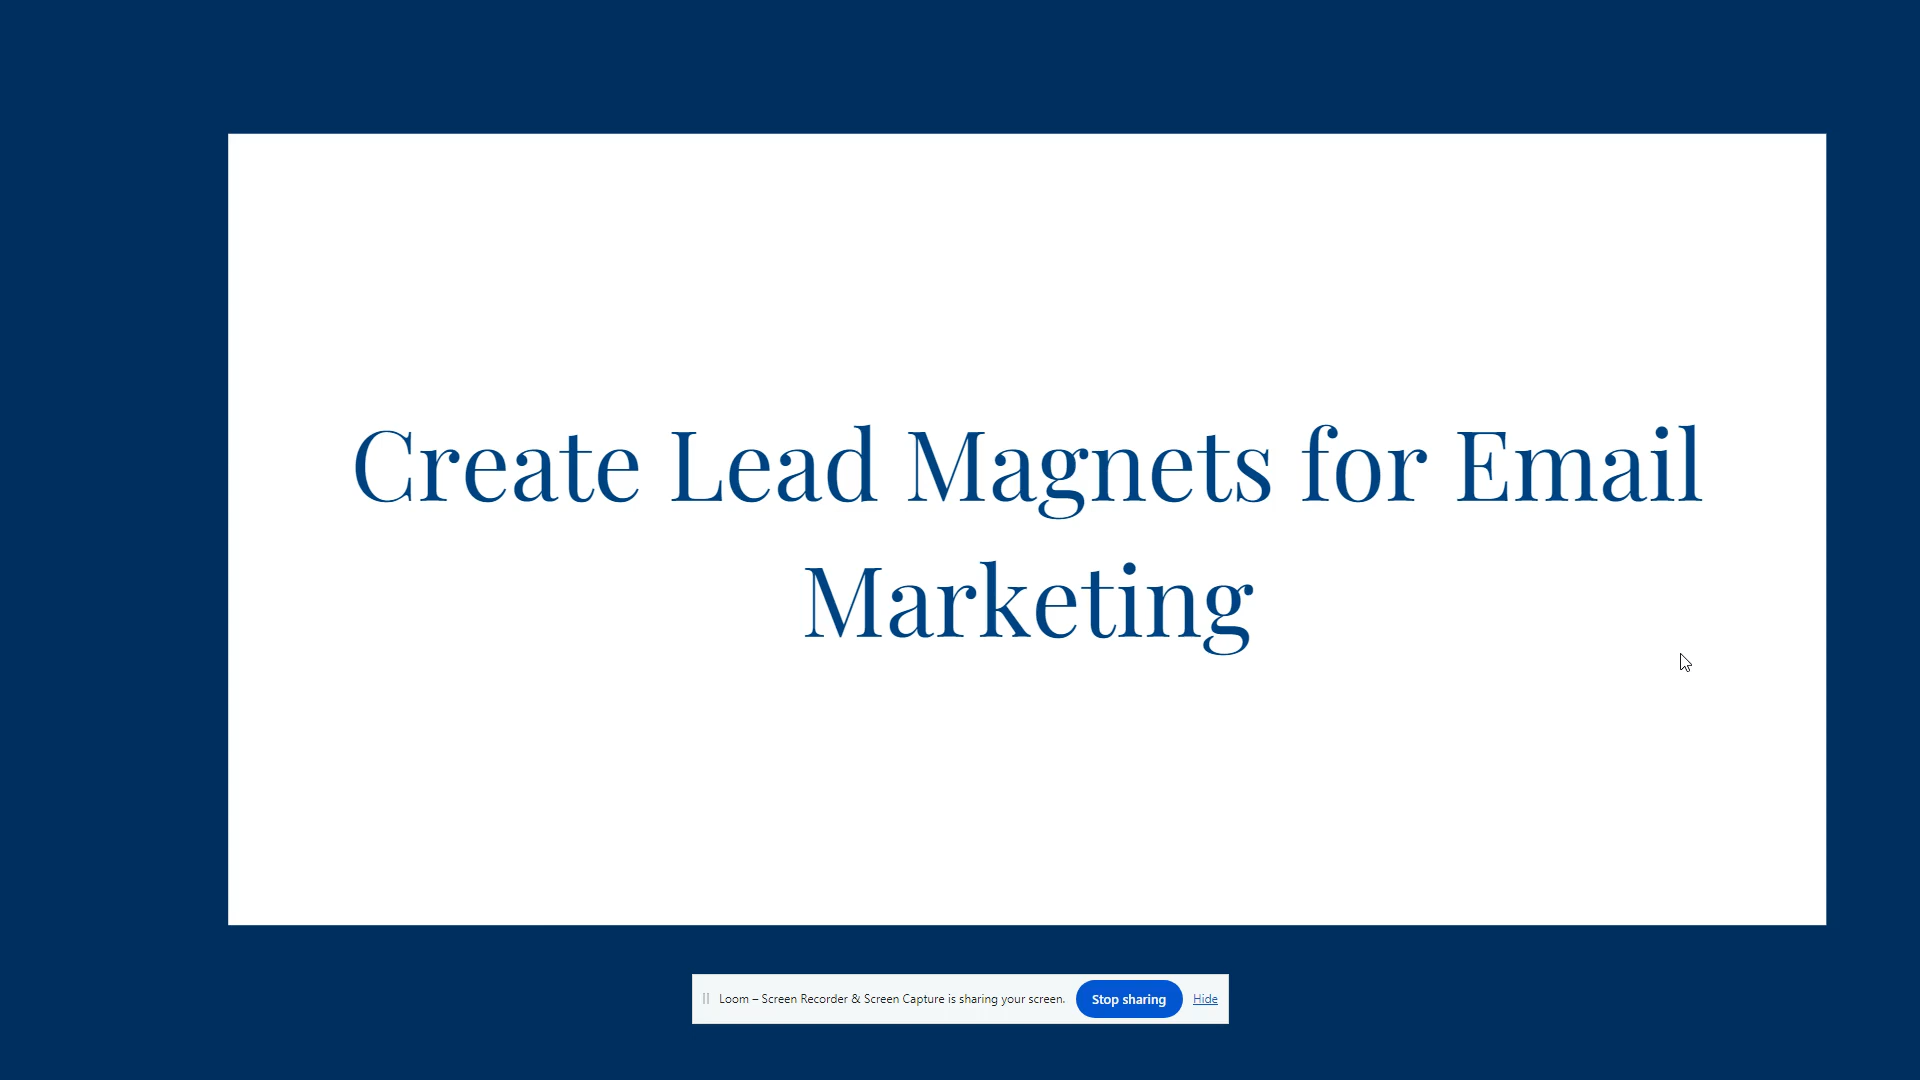 Create Lead Magnets for Email
Marketing
Loom – Screen Recorder & Screen Capture is sharing your screen. Stop sharing Hide